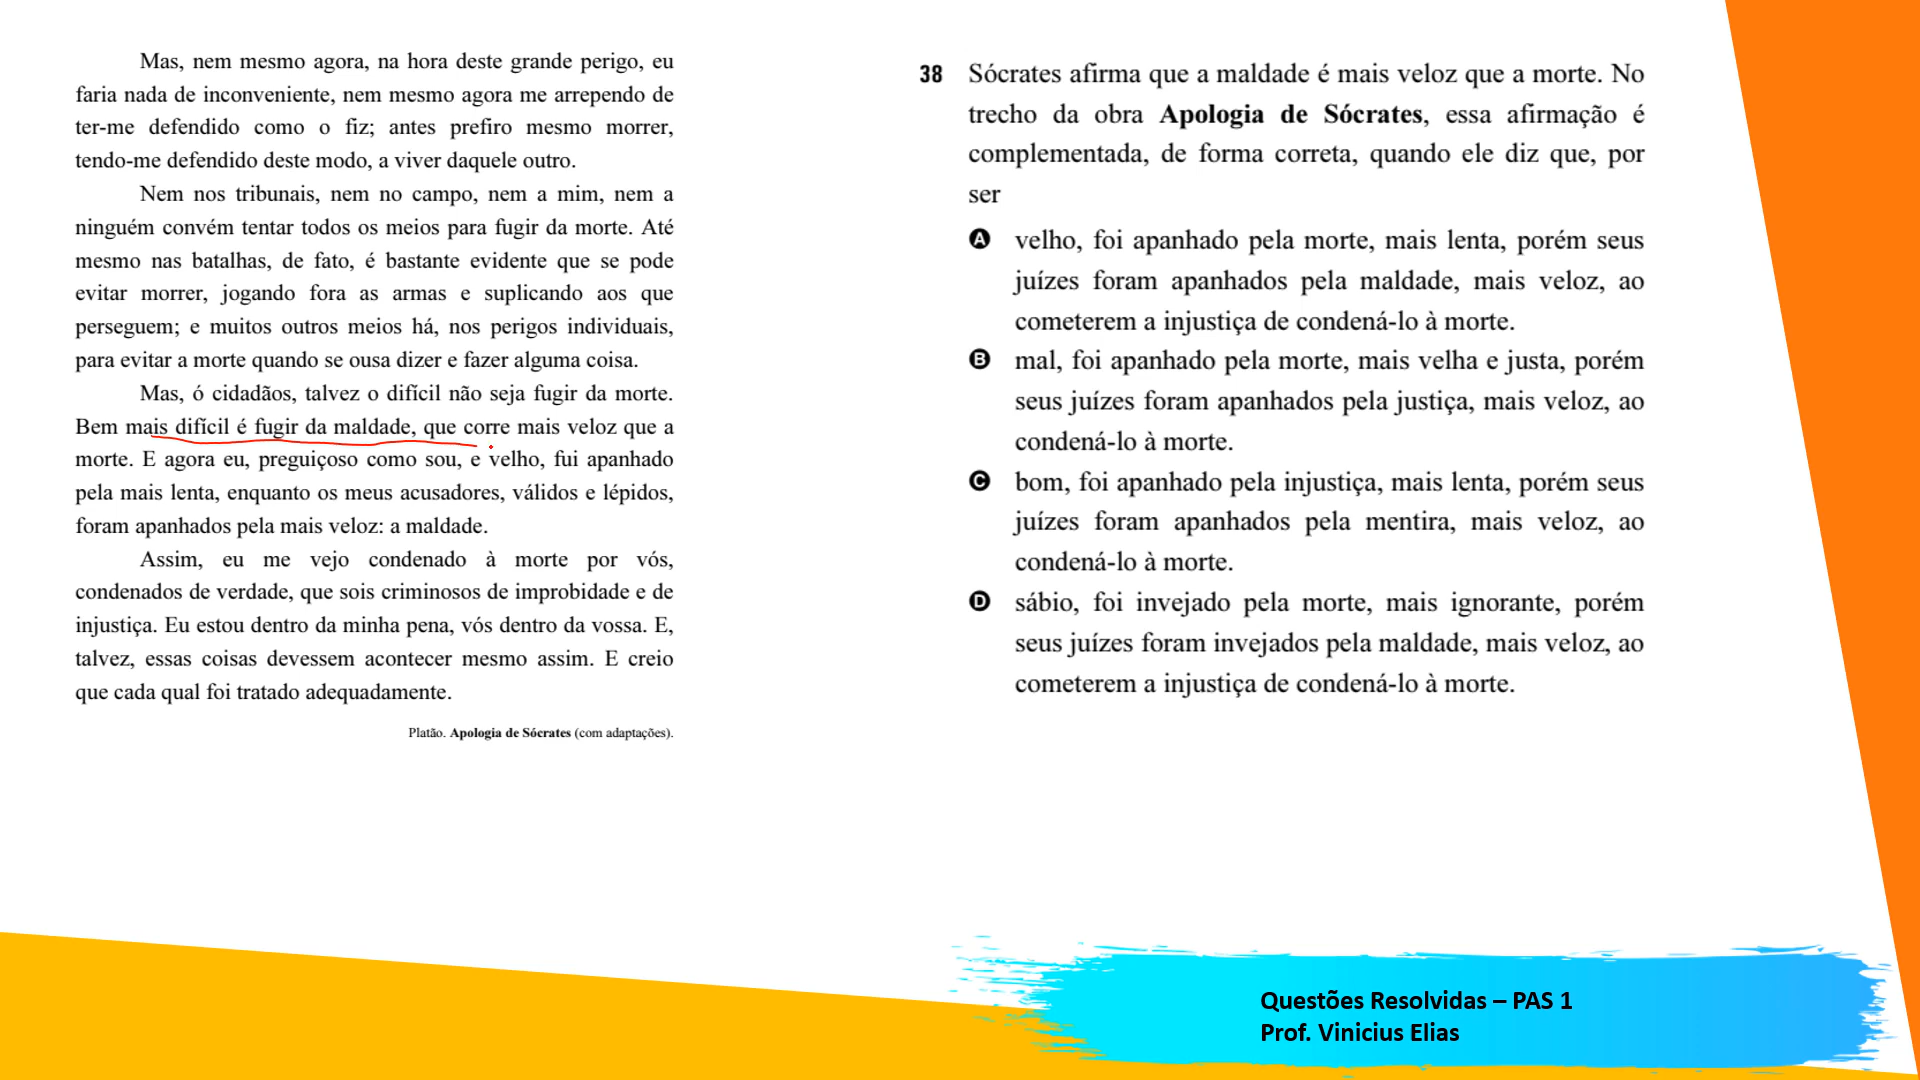 Mas, nem mesmo agora, na hora deste grande perigo, eu
faria nada de inconveniente, nem mesmo agora me arrependo de
ter-me defendido como o fiz; antes prefiro mesmo morrer,
tendo-me defendido deste modo, a viver daquele outro.
Nem nos tribunais, nem no campo, nem a mim, nem a
ninguém convém tentar todos os meios para fugir da morte. Até
mesmo nas batalhas, de fato, é bastante evidente que se pode
evitar morrer, jogando fora as armas e suplicando aos que
perseguem; e muitos outros meios há, nos perigos individuais,
para evitar a morte quando se ousa dizer e fazer alguma coisa.
Mas, ó cidadãos, talvez o difícil não seja fugir da morte.
Bem mais difícil é fugir da maldade, que corre mais veloz que a
morte. E agora eu, preguiçoso como sou, e velho, fui apanhado
pela mais lenta, enquanto os meus acusadores, válidos e lépidos,
foram apanhados pela mais veloz: a maldade.
Assim, eu me vejo condenado à morte por vós,
condenados de verdade, que sois criminosos de improbidade e de
injustiça. Eu estou dentro da minha pena, vós dentro da vossa. E,
talvez, essas coisas devessem acontecer mesmo assim. E creio
que cada qual foi tratado adequadamente.
Platão. Apologia de Sócrates (com adaptações).
38 Sócrates afirma que a maldade é mais veloz que a morte. No
trecho da obra Apologia de Sócrates, essa afirmação é
complementada, de forma correta, quando ele diz que, por
ser
A velho, foi apanhado pela morte, mais lenta, porém seus
juízes foram apanhados pela maldade, mais veloz, ao
cometerem a injustiça de condená-lo à morte.
B mal, foi apanhado pela morte, mais velha e justa, porém
seus juízes foram apanhados pela justiça, mais veloz, ao
condená-lo à morte.
C bom, foi apanhado pela injustiça, mais lenta, porém seus
juízes foram apanhados pela mentira, mais veloz, ao
condená-lo à morte.
D sábio, foi invejado pela morte, mais ignorante, porém
seus juízes foram invejados pela maldade, mais veloz, ao
cometerem a injustiça de condená-lo à morte.
Questões Resolvidas – PAS 1
Prof. Vinicius Elias